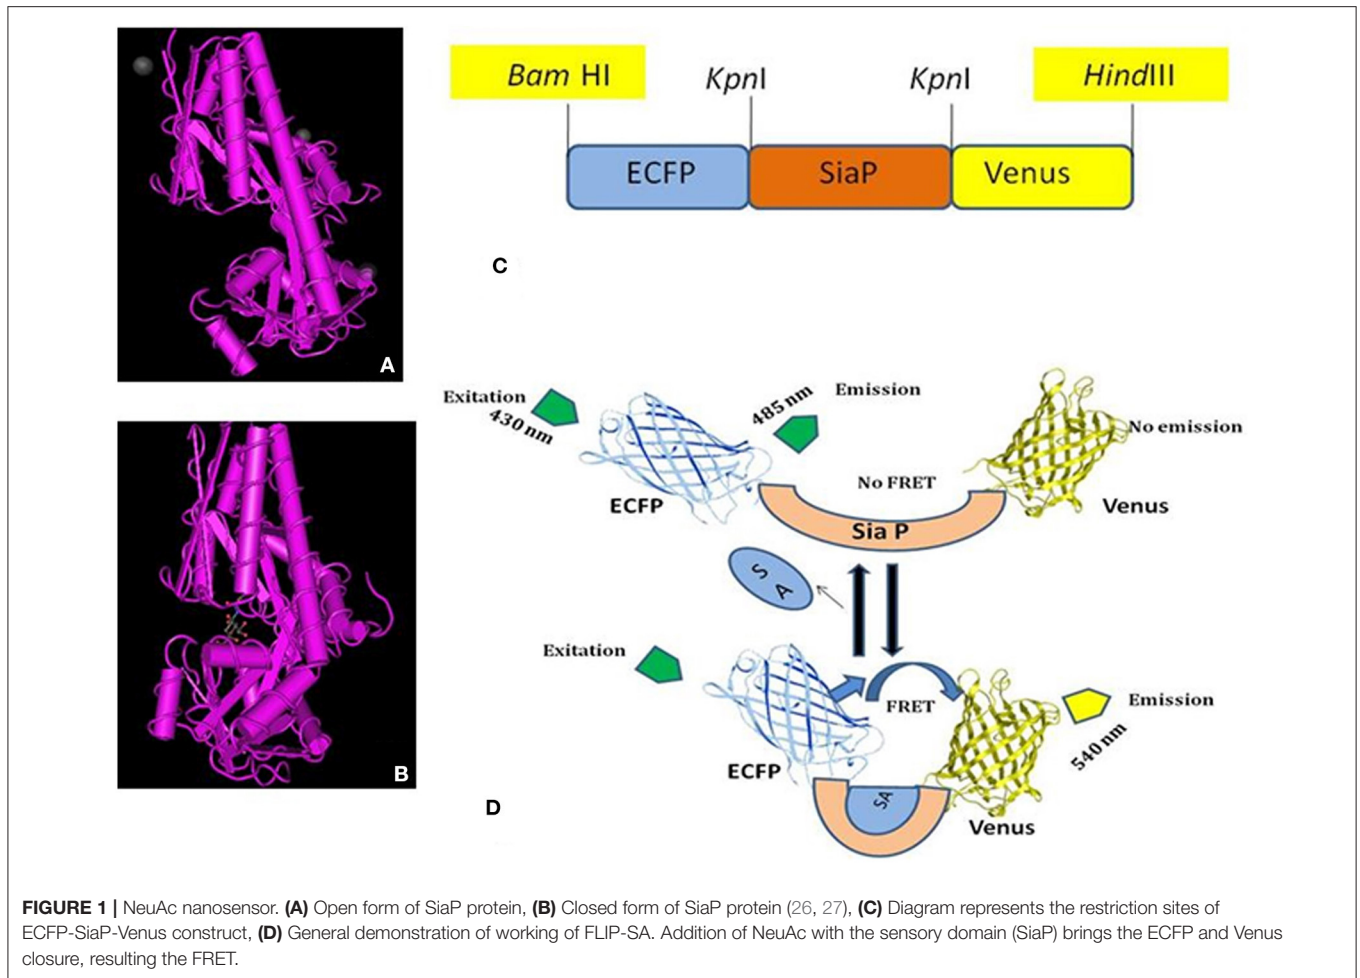 A
B
Bam HI
KpnI
KpnI
HindIII
ECFP
SiaP
Venus
C
Exitation
430 nm
485 nm
Emission
No emission
No FRET
ECFP
Venus
Sia P
S
A
Exitation
FRET
Emission
540 nm
ECFP
SA
Venus
D
FIGURE 1 | NeuAc nanosensor. (A) Open form of SiaP protein, (B) Closed form of SiaP protein (26, 27), (C) Diagram represents the restriction sites of
ECFP-SiaP-Venus construct, (D) General demonstration of working of FLIP-SA. Addition of NeuAc with the sensory domain (SiaP) brings the ECFP and Venus
closure, resulting the FRET.